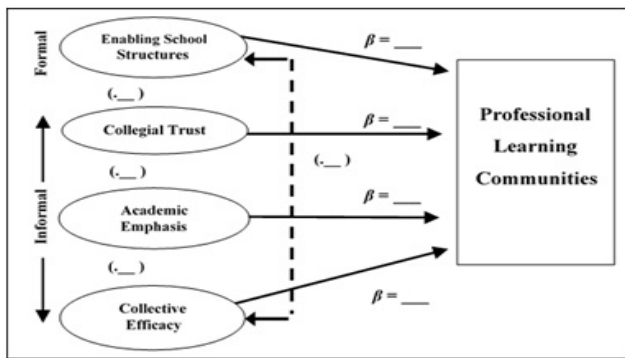 Formal
Enabling School
Structures
β = ___
(.__ )
Collegial Trust
β = ___
(.__ )
(.__ )
Informal
Academic
Emphasis
β = ___
(.__ )
Collective
Efficacy
β = ___
Professional
Learning
Communities